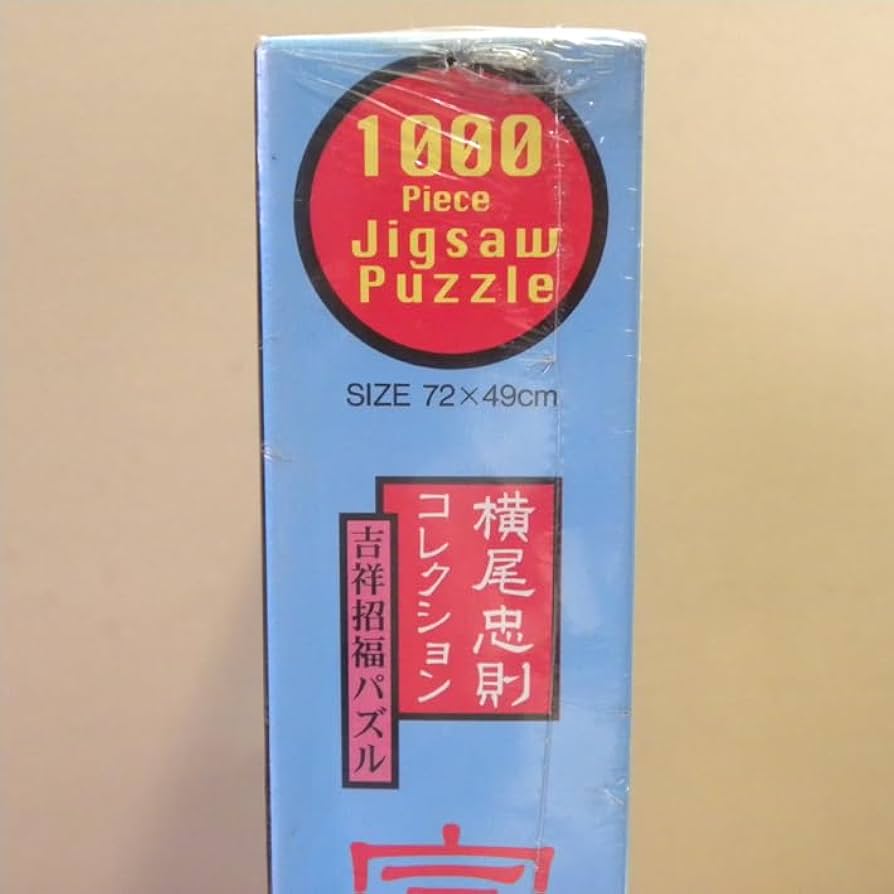 1000
Piece
Jigsaw
Puzzle
SIZE 72×49cm
横尾忠則
コレクション
吉祥招福パズル